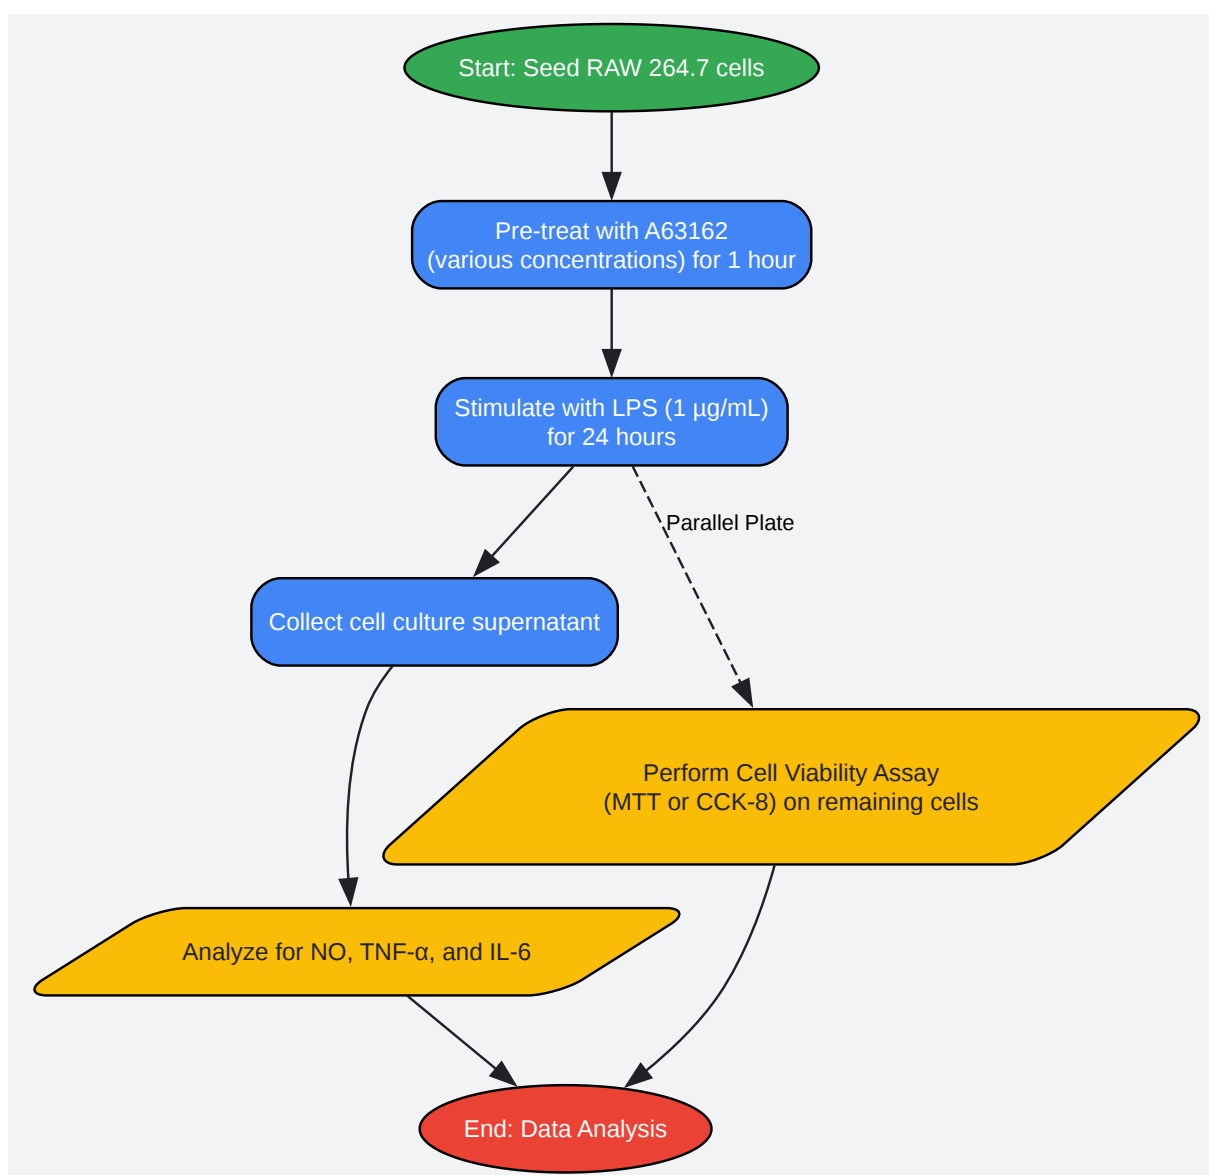 Start: Seed RAW 264.7 cells
Pre-treat with A63162
(various concentrations) for 1 hour
Stimulate with LPS (1 µg/mL)
for 24 hours
Parallel Plate
Collect cell culture supernatant
Perform Cell Viability Assay
(MTT or CCK-8) on remaining cells
Analyze for NO, TNF-α, and IL-6
End: Data Analysis